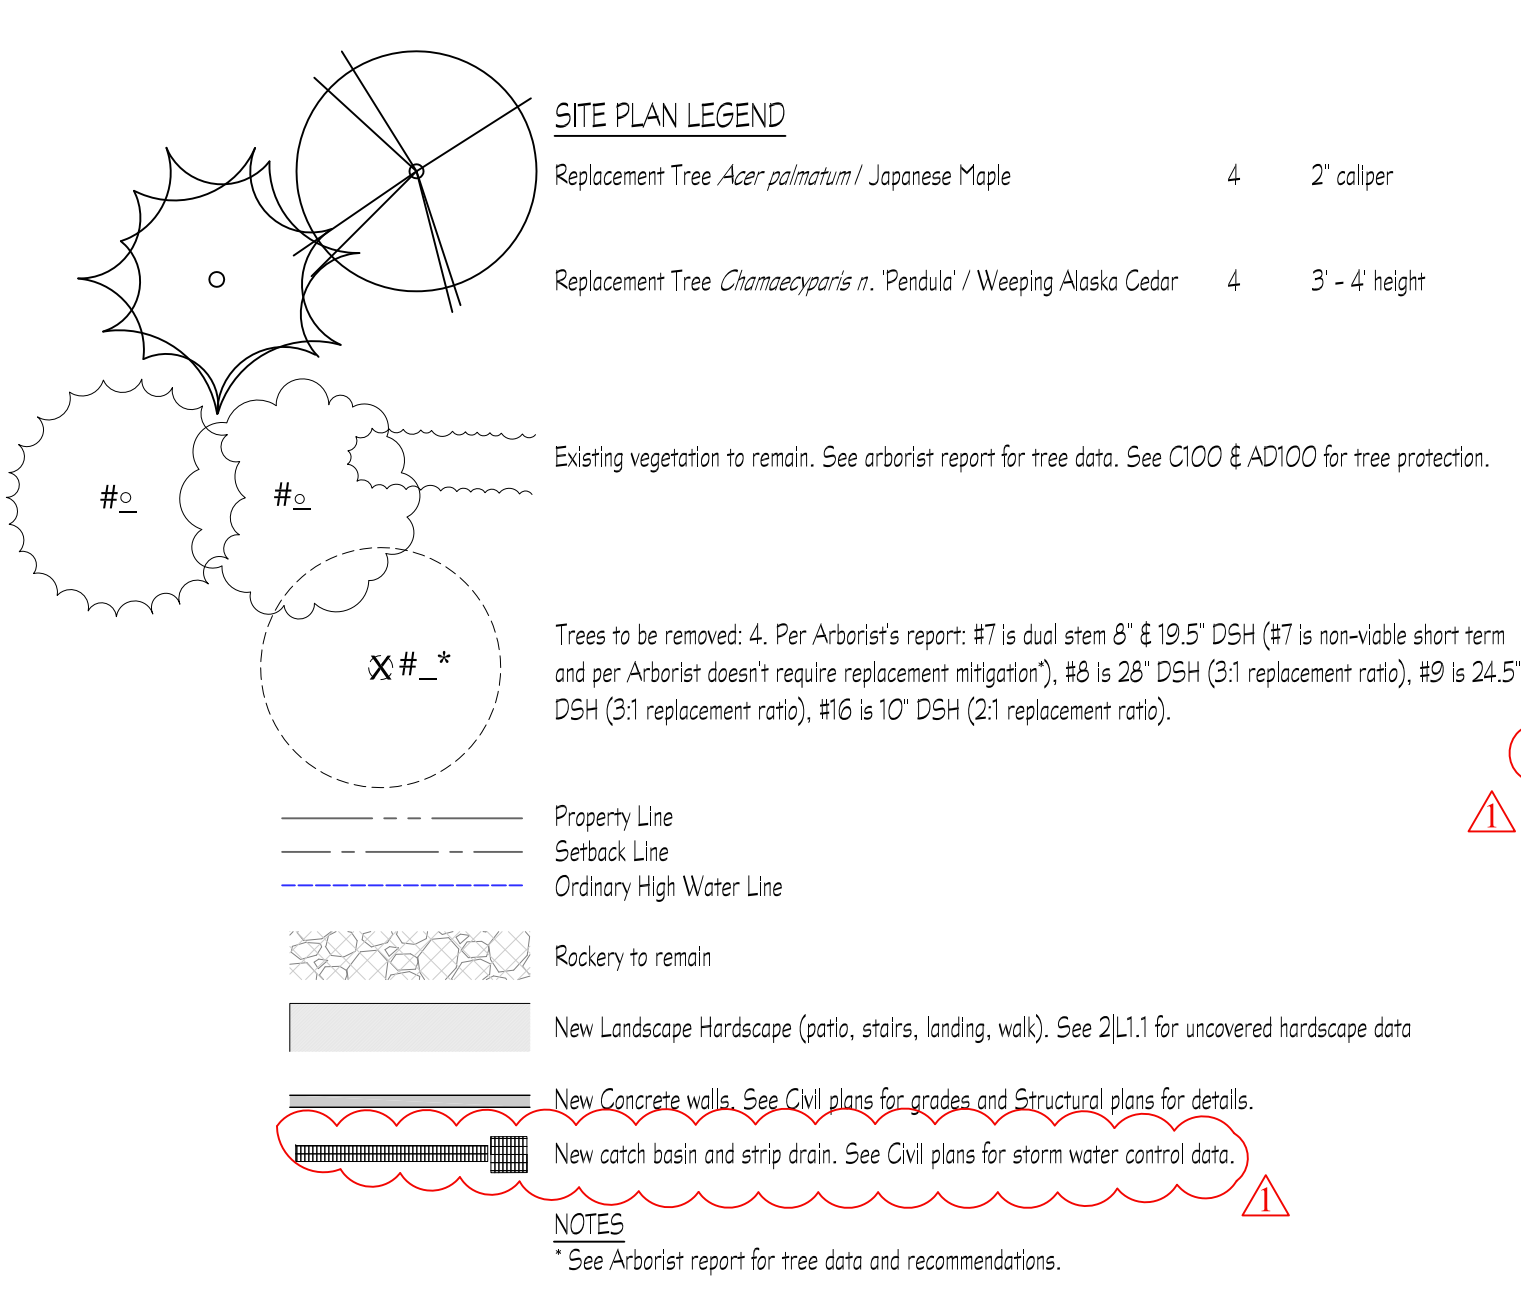 SITE PLAN LEGEND
Replacement Tree Acer palmatum / Japanese Maple 4 2" caliper
Replacement Tree Chamaecyparis n. 'Pendula' / Weeping Alaska Cedar 4 3' - 4' height
Existing vegetation to remain. See arborist report for tree data. See C100 & AD100 for tree protection.
#_ #_
Trees to be removed: 4. Per Arborist's report: #7 is dual stem 8" & 19.5" DSH (#7 is non-viable short term
and per Arborist doesn't require replacement mitigation*), #8 is 28" DSH (3:1 replacement ratio), #9 is 24.5"
DSH (3:1 replacement ratio), #16 is 10" DSH (2:1 replacement ratio).
X #_*
1
Property Line
Setback Line
Ordinary High Water Line
Rockery to remain
New Landscape Hardscape (patio, stairs, landing, walk). See 2|L1.1 for uncovered hardscape data
New Concrete walls. See Civil plans for grades and Structural plans for details.
New catch basin and strip drain. See Civil plans for storm water control data.
1
NOTES
* See Arborist report for tree data and recommendations.